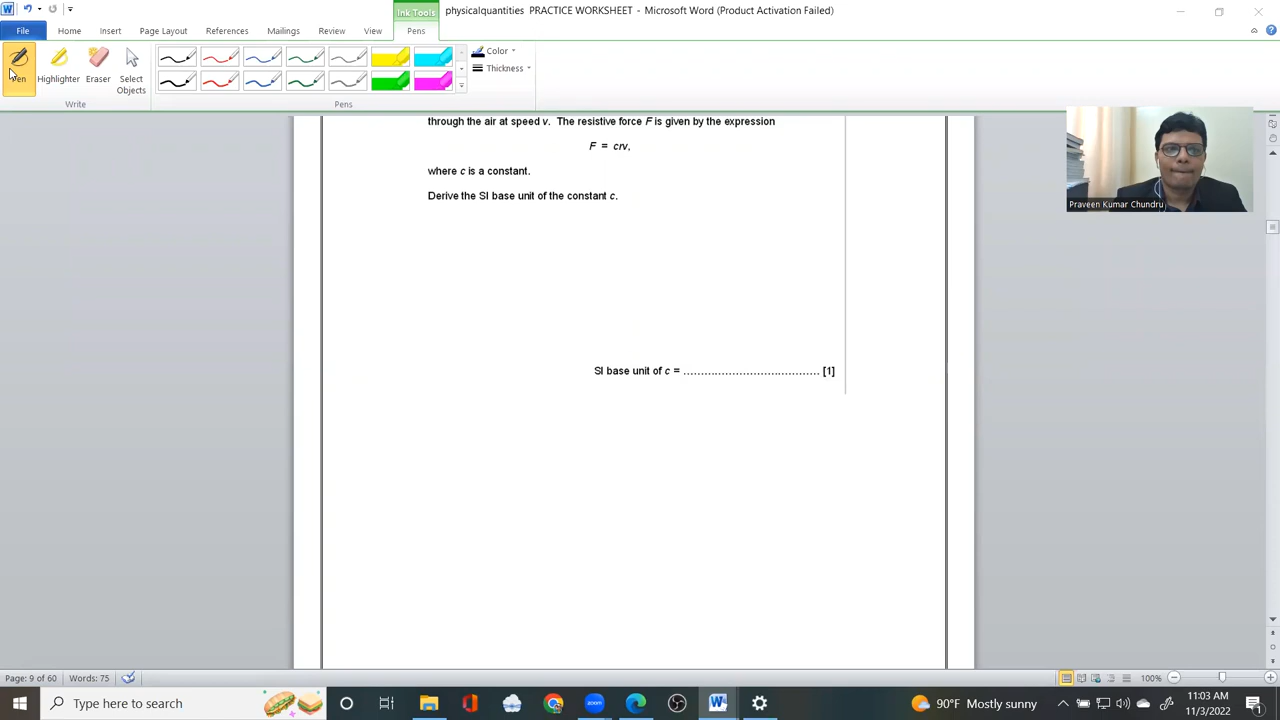 Ink Tools
physicalquantities PRACTICE WORKSHEET - Microsoft Word (Product Activation Failed)
File
Home
Insert
Page Layout
References
Mailings
Review
View
Pens
Pen
Highlighter
Eraser
Select
Objects
Color
Thickness
Write
Pens
through the air at speed v. The resistive force F is given by the expression
F = crv,
where c is a constant.
Derive the SI base unit of the constant c.
SI base unit of c = ........................................ [1]
Praveen Kumar Chundru
Page: 9 of 60
Words: 75
100%
Type here to search
zoom
90°F Mostly sunny
11:03 AM
11/3/2022